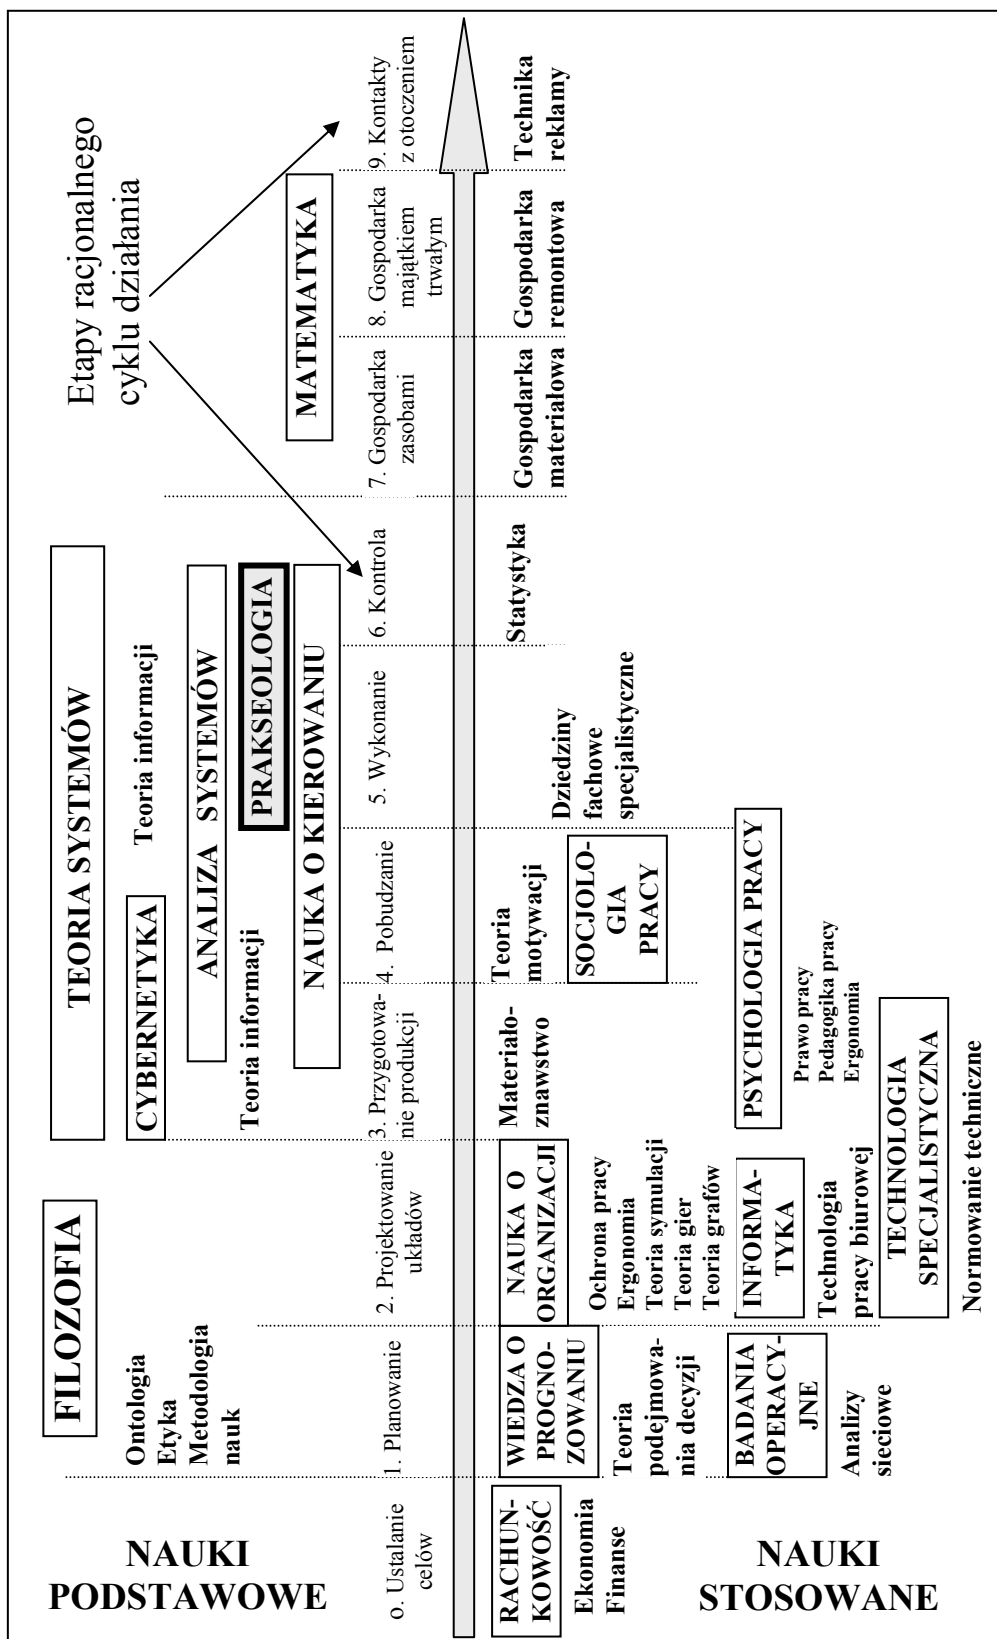 Etapy racjonalnego
cyklu działania
TEORIA SYSTEMÓW
FILOZOFIA
CYBERNETYKA
Teoria informacji
Ontologia
Etyka
Metodologia
nauk
ANALIZA SYSTEMÓW
Teoria informacji
PRAKSEOLOGIA
NAUKA O KIEROWANIU
MATEMATYKA
NAUKI
PODSTAWOWE
o. Ustalanie
celów
1. Planowanie
2. Projektowanie
układów
3. Przygotowa-
nie produkcji
4. Pobudzanie
5. Wykonanie
6. Kontrola
7. Gospodarka
zasobami
8. Gospodarka
majątkiem
trwałym
9. Kontakty
z otoczeniem
RACHUN-
KOWOŚĆ
Ekonomia
Finanse
WIEDZA O
PROGNO-
ZOWANIU
Teoria
podejmowa-
nia decyzji
BADANIA
OPERACY-
JNE
Analizy
sieciowe
NAUKA O
ORGANIZACJI
Ochrona pracy
Ergonomia
Teoria symulacji
Teoria gier
Teoria grafów
INFORMA-
TYKA
Technologia
pracy biurowej
TECHNOLOGIA
SPECJALISTYCZNA
Normowanie techniczne
Materiało-
znawstwo
Teoria
motywacji
SOCJOLO-
GIA
PRACY
PSYCHOLOGIA PRACY
Prawo pracy
Pedagogika pracy
Ergonomia
Dziedziny
fachowe
specjalistyczne
Statystyka
Gospodarka
materiałowa
Gospodarka
remontowa
Technika
reklamy
NAUKI
STOSOWANE